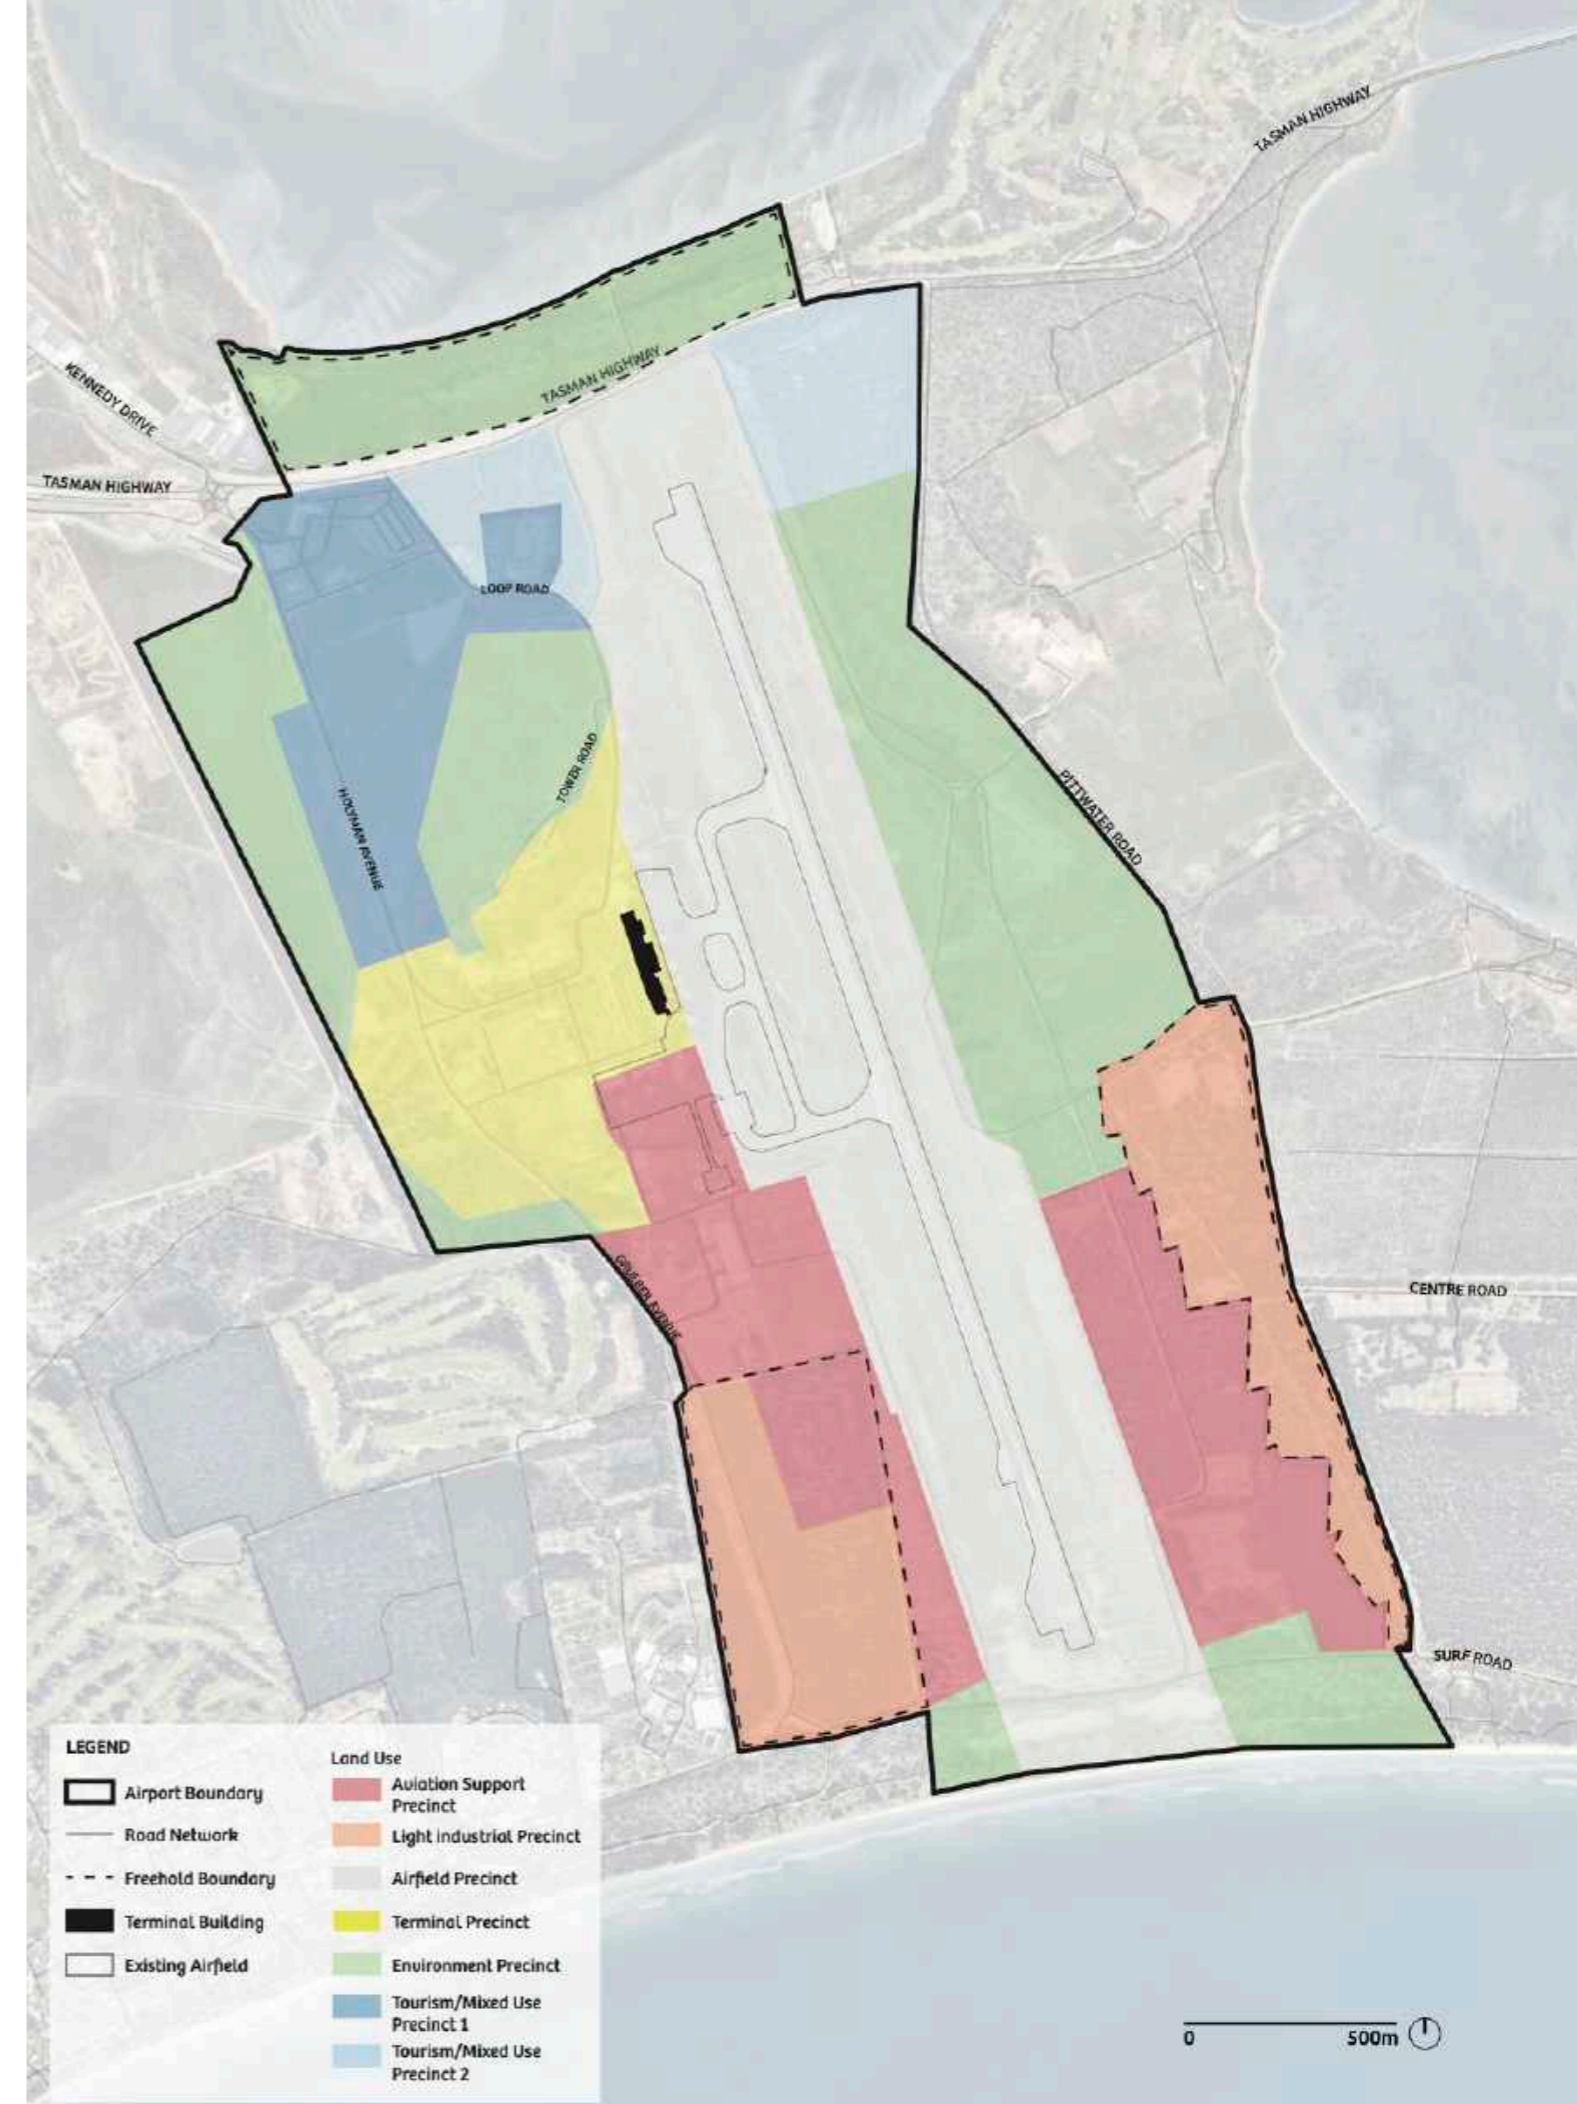 TASMAN HIGHWAY
TASMAN HIGHWAY
KENNEDY DRIVE
TASMAN HIGHWAY
LOOP ROAD
TOWER ROAD
HOLYMAN AVENUE
PITTWATER ROAD
GRUEBER AVENUE
CENTRE ROAD
SURF ROAD
LEGEND
Airport Boundary
Road Network
Freehold Boundary
Terminal Building
Existing Airfield
Land Use
Aviation Support
Precinct
Light industrial Precinct
Airfield Precinct
Terminal Precinct
Environment Precinct
Tourism/Mixed Use
Precinct 1
Tourism/Mixed Use
Precinct 2
0
500m